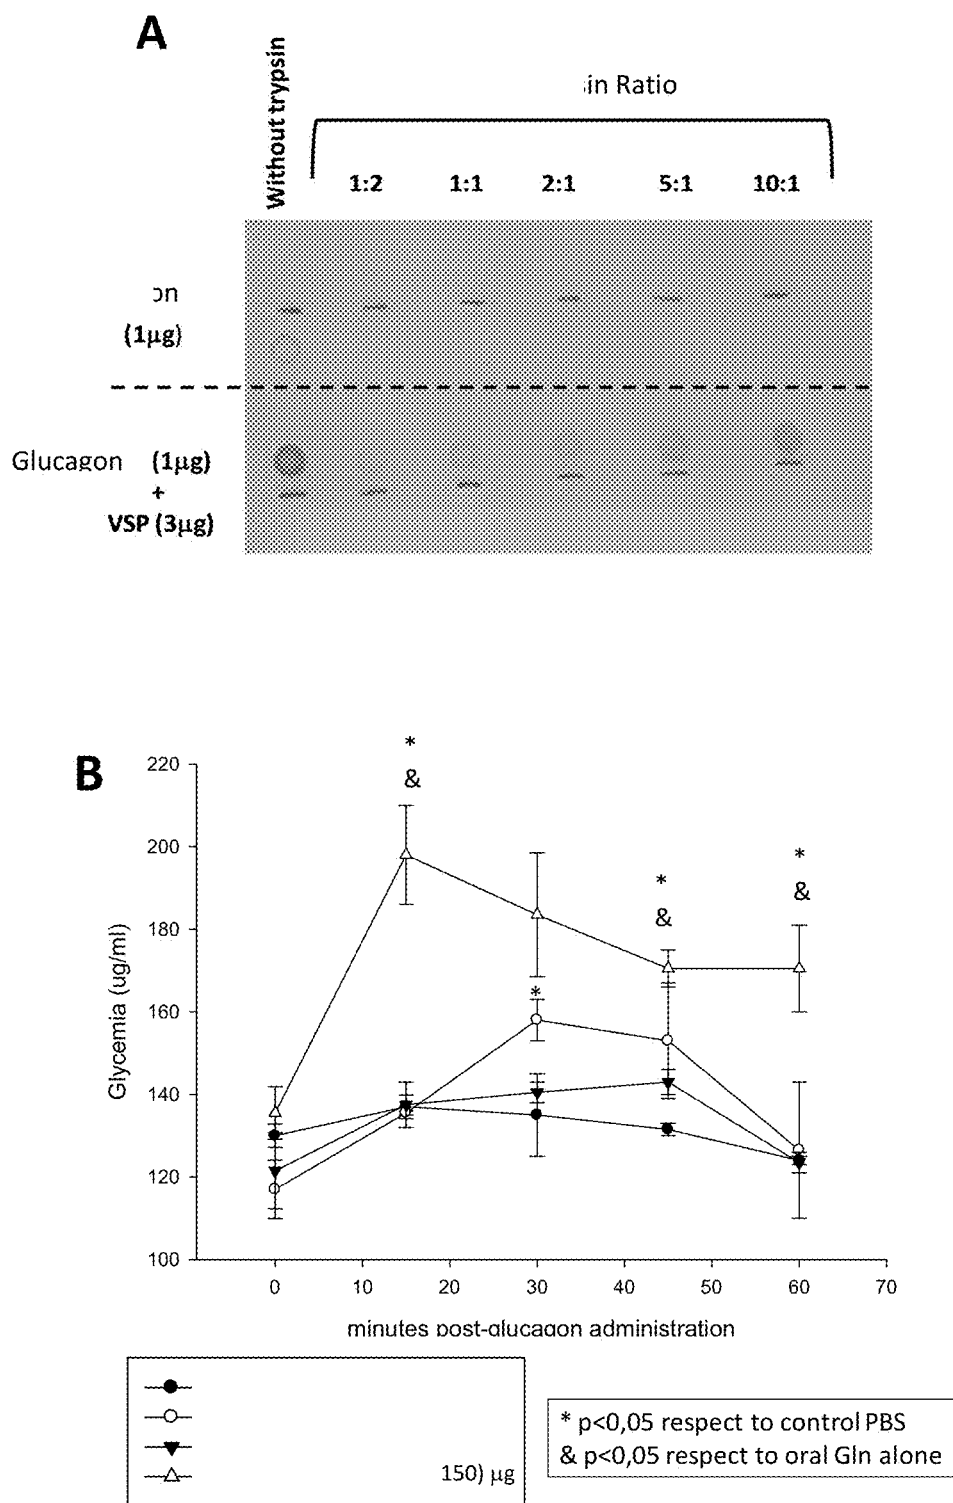 A
Without trypsin
in Ratio
1:2 1:1 2:1 5:1 10:1
on
(1µg)
Glucagon (1µg)
+
VSP (3µg)
B
*
&
220
200
180
160
140
120
100
*
&
*
&
*
Glycemia (ug/ml)
0 10 20 30 40 50 60 70
minutes post-glucagon administration
150) µg
* p<0,05 respect to control PBS
& p<0,05 respect to oral Gln alone